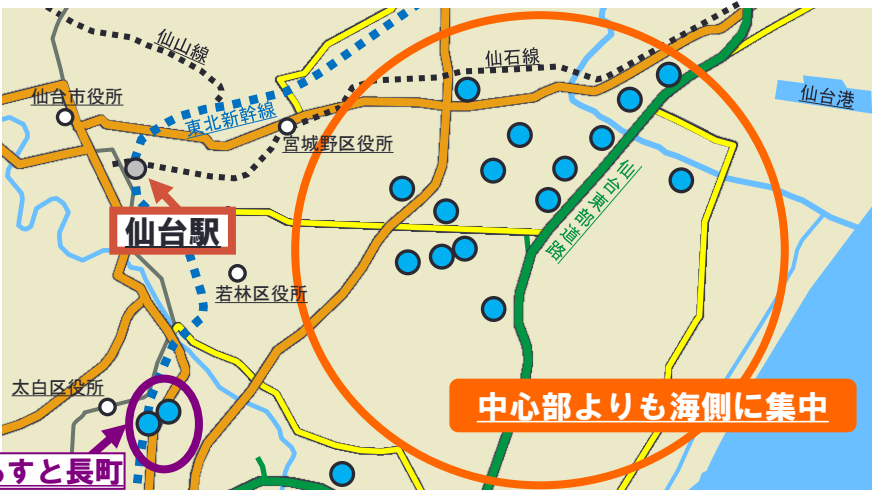 仙山線
仙石線
仙台市役所
仙台港
東北新幹線
宮城野区役所
仙台東部道路
仙台駅
若林区役所
太白区役所
中心部よりも海側に集中
すと長町